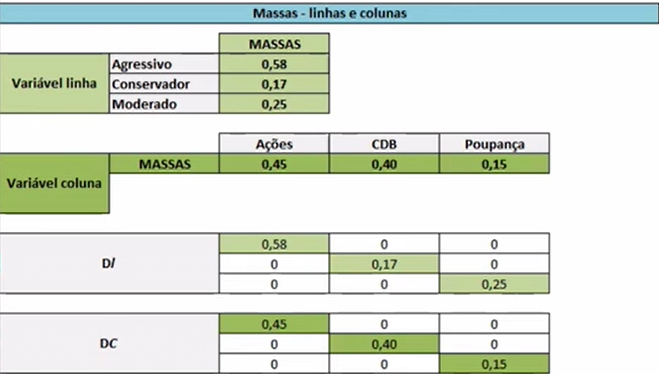 Massas - linhas e colunas
MASSAS
Variável linha Agressivo 0,58
Conservador 0,17
Moderado 0,25
Ações CDB Poupança
Variável coluna MASSAS 0,45 0,40 0,15
Dl 0,58 0 0
0 0,17 0
0 0 0,25
DC 0,45 0 0
0 0,40 0
0 0 0,15